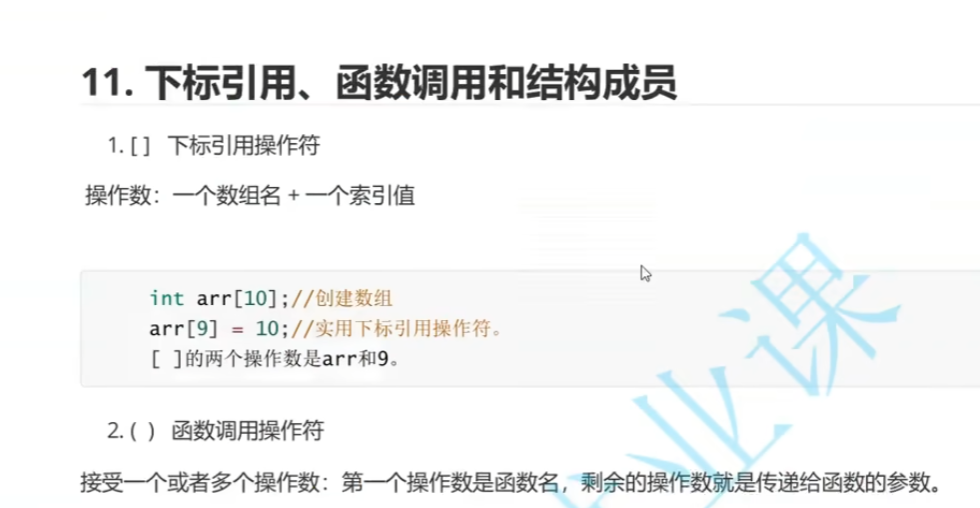 11. 下标引用、函数调用和结构成员
1. [ ] 下标引用操作符
操作数：一个数组名 + 一个索引值
int arr[10];//创建数组
arr[9] = 10;//实用下标引用操作符。
[ ]的两个操作数是arr和9。
2. ( ) 函数调用操作符
接受一个或者多个操作数：第一个操作数是函数名，剩余的操作数就是传递给函数的参数。
业课